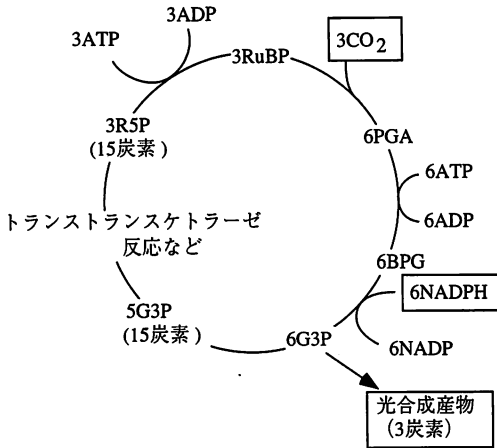 3ADP
3ATP
3RuBP
3CO2
3R5P
(15炭素)
6PGA
6ATP
6ADP
トランストランスケトラーゼ
反応など
6BPG
6NADPH
5G3P
(15炭素)
6G3P
6NADP
光合成産物
(3炭素)